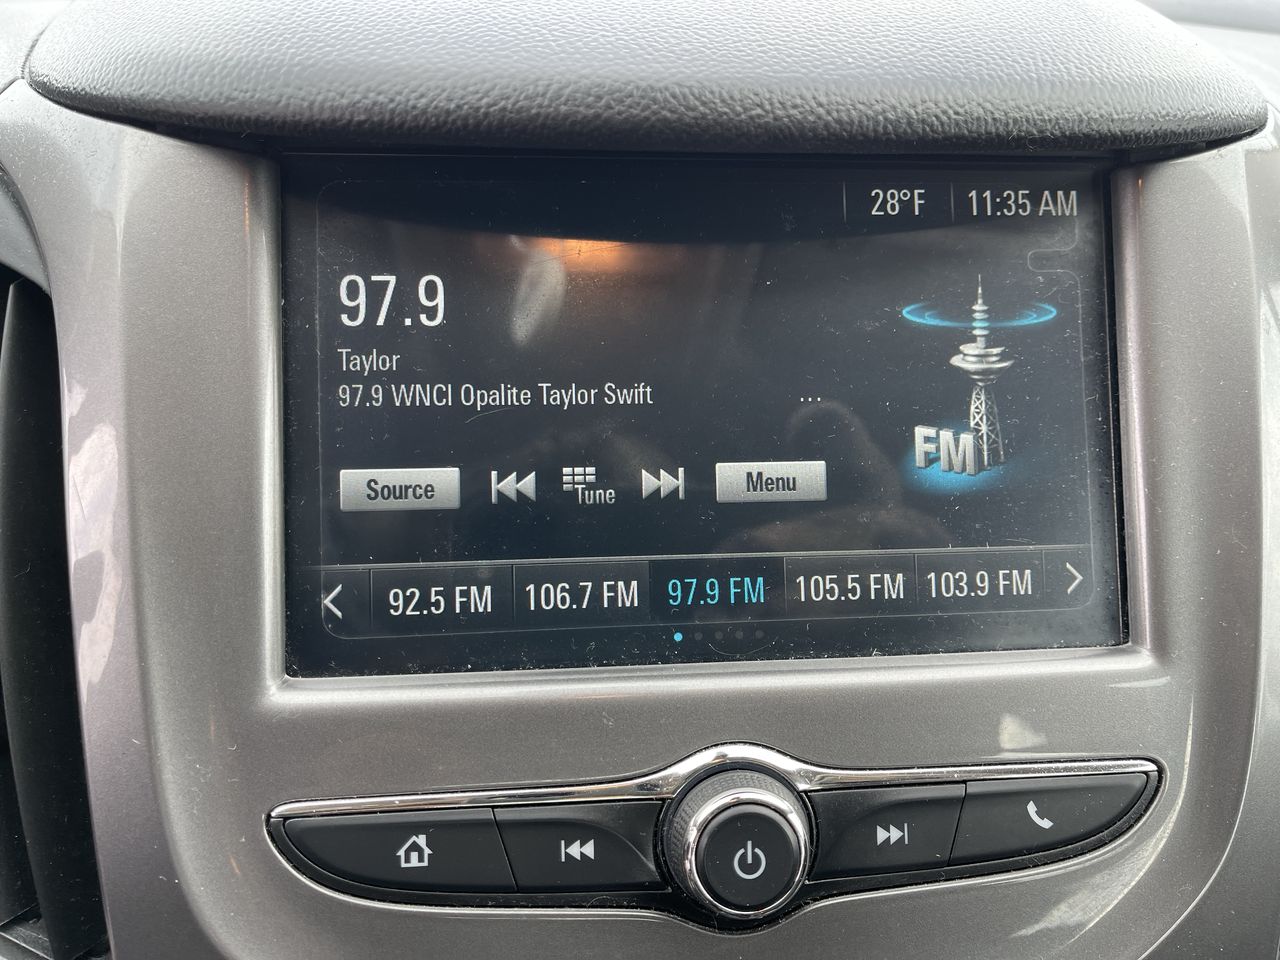 28°F 11:35 AM
97.9
Taylor
97.9 WNCI Opalite Taylor Swift ...
FM
Source Tune Menu
92.5 FM 106.7 FM 97.9 FM 105.5 FM 103.9 FM